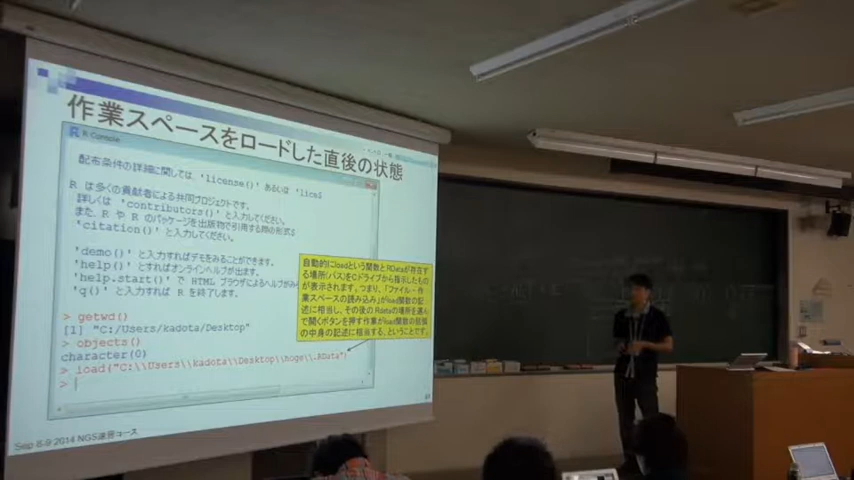 作業スペースをロードした直後の状態
R Console
配布条件の詳細に関しては、'license()' あるいは 'lice
R は多くの貢献者による共同プロジェクトです。
詳しくは 'contributors()' と入力してください。
また、R や R のパッケージを出版物で引用する際の形式
'citation()' と入力してください。
'demo()' と入力すればデモをみることができます。
'help()' とすればオンラインヘルプが出ます。
'help.start()' で HTML ブラウザによるヘルプがみ
'q()' と入力すれば R を終了します。
> getwd()
[1] "C:/Users/kadota/Desktop"
> objects()
character(0)
> load("C:\\Users\\kadota\\Desktop\\hoge\\.RData")
>
自動的にloadという関数とRDataが存在す
る場所(パス)をCドライブから指示したもの
が表示されます。つまり、「ファイル-作
業スペースの読み込み」がload関数の記
述に相当し、その後のRdataの場所を選ん
で開くボタンを押す作業がload関数の
の中身の記述に相当する、ということです。
Sep 8-9 2014 NGS速習コース